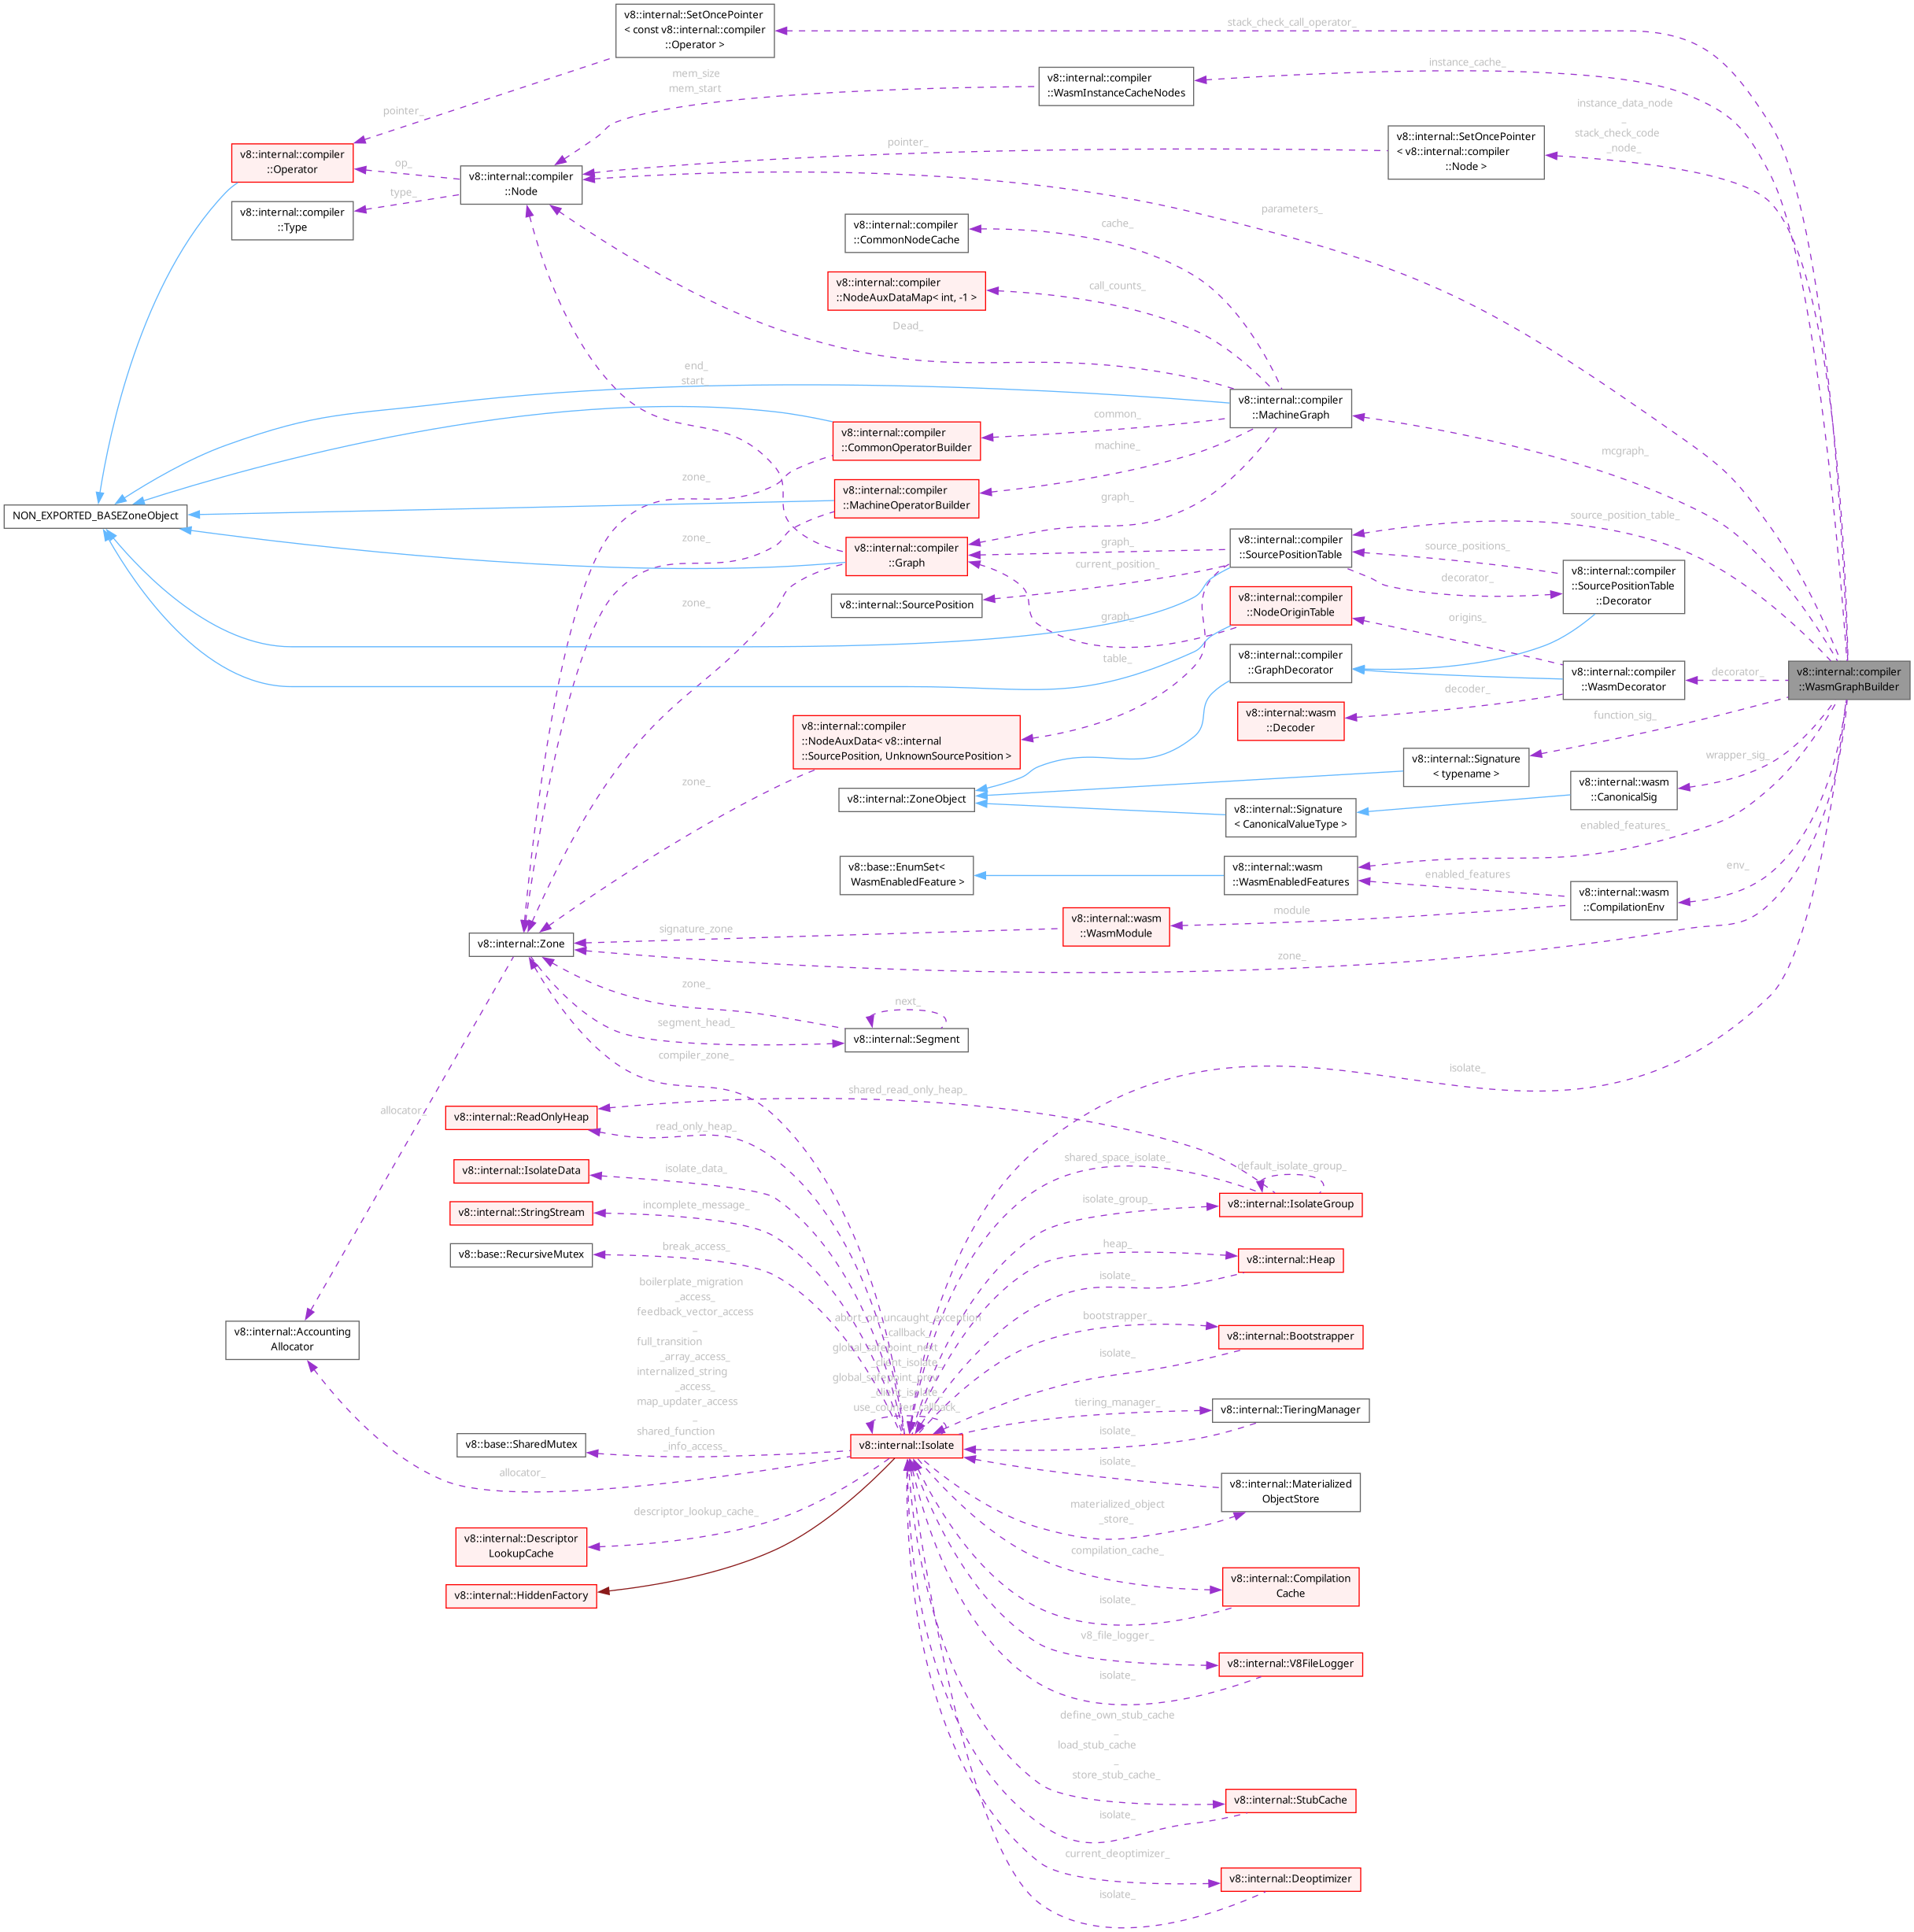 v8::internal::SetOncePointer
< const v8::internal::compiler
::Operator >
stack_check_call_operator_
mem_size
mem_start
v8::internal::compiler
::WasmInstanceCacheNodes
instance_cache_
pointer_
instance_data_node
_
stack_check_code
_node_
v8::internal::SetOncePointer
< v8::internal::compiler
::Node >
pointer_
v8::internal::compiler
::Operator
op_
v8::internal::compiler
::Node
type_
v8::internal::compiler
::Type
parameters_
v8::internal::compiler
::CommonNodeCache
cache_
v8::internal::compiler
::NodeAuxDataMap< int, -1 >
call_counts_
Dead_
end_
start_
v8::internal::compiler
::MachineGraph
common_
v8::internal::compiler
::CommonOperatorBuilder
machine_
mcgraph_
zone_
v8::internal::compiler
::MachineOperatorBuilder
graph_
NON_EXPORTED_BASEZoneObject
zone_
v8::internal::compiler
::Graph
graph_
v8::internal::compiler
::SourcePositionTable
source_position_table_
source_positions_
current_position_
decorator_
v8::internal::compiler
::SourcePositionTable
::Decorator
v8::internal::SourcePosition
zone_
graph_
v8::internal::compiler
::NodeOriginTable
origins_
table_
v8::internal::compiler
::GraphDecorator
v8::internal::compiler
::WasmDecorator
decorator_
v8::internal::compiler
::WasmGraphBuilder
decoder_
v8::internal::wasm
::Decoder
function_sig_
v8::internal::compiler
::NodeAuxData< v8::internal
::SourcePosition, UnknownSourcePosition >
zone_
v8::internal::Signature
< typename >
wrapper_sig_
v8::internal::ZoneObject
v8::internal::Signature
< CanonicalValueType >
v8::internal::wasm
::CanonicalSig
enabled_features_
v8::base::EnumSet<
WasmEnabledFeature >
v8::internal::wasm
::WasmEnabledFeatures
enabled_features
env_
v8::internal::wasm
::CompilationEnv
module
v8::internal::wasm
::WasmModule
signature_zone
v8::internal::Zone
zone_
zone_
next_
segment_head_
v8::internal::Segment
compiler_zone_
isolate_
allocator_
shared_read_only_heap_
v8::internal::ReadOnlyHeap
read_only_heap_
v8::internal::IsolateData
isolate_data_
shared_space_isolate_
default_isolate_group_
v8::internal::StringStream
incomplete_message_
isolate_group_
v8::internal::IsolateGroup
v8::base::RecursiveMutex
break_access_
heap_
v8::internal::Heap
isolate_
boilerplate_migration
_access_
feedback_vector_access
_
full_transition
_array_access_
internalized_string
_access_
map_updater_access
_
shared_function
_info_access_
abort_on_uncaught_exception
_callback_
global_safepoint_next
_client_isolate_
global_safepoint_prev
_client_isolate_
use_counter_callback_
bootstrapper_
v8::internal::Bootstrapper
isolate_
v8::internal::Accounting
Allocator
tiering_manager_
v8::internal::TieringManager
isolate_
v8::base::SharedMutex
v8::internal::Isolate
allocator_
isolate_
v8::internal::Materialized
ObjectStore
materialized_object
_store_
descriptor_lookup_cache_
v8::internal::Descriptor
LookupCache
compilation_cache_
v8::internal::Compilation
Cache
isolate_
v8::internal::HiddenFactory
v8_file_logger_
v8::internal::V8FileLogger
isolate_
define_own_stub_cache
_
load_stub_cache
_
store_stub_cache_
v8::internal::StubCache
isolate_
current_deoptimizer_
v8::internal::Deoptimizer
isolate_